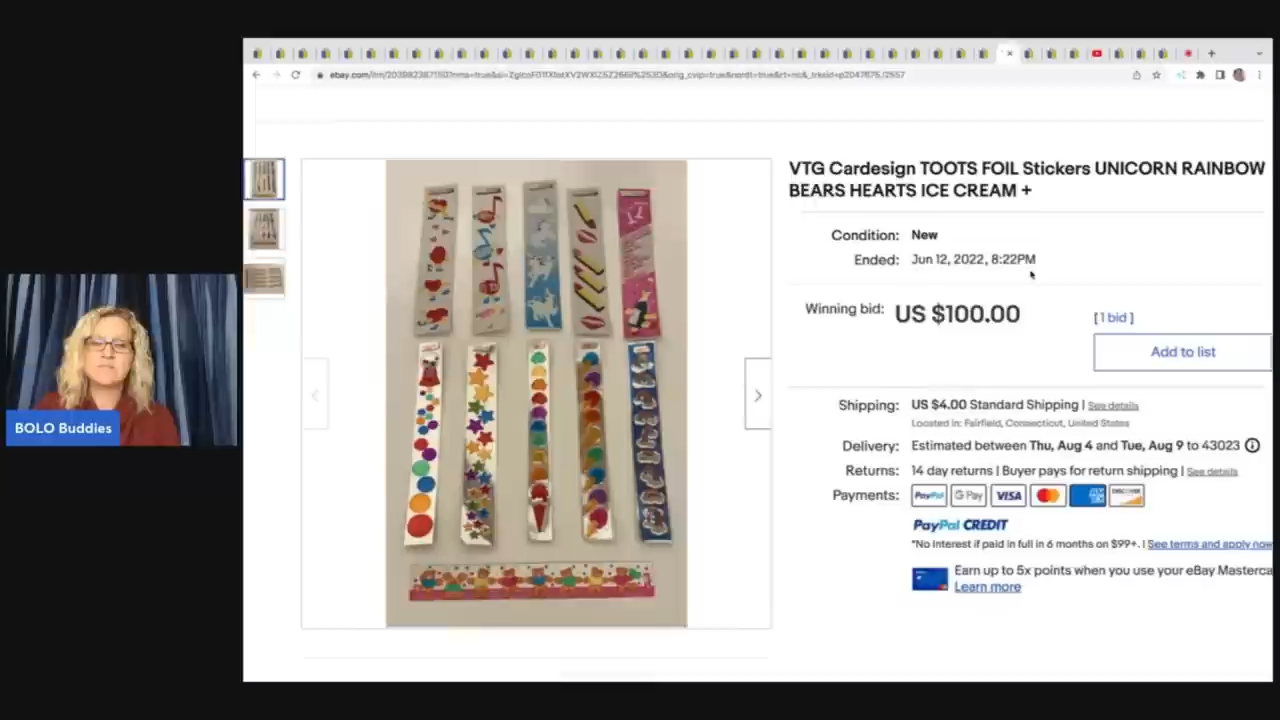 VTG Cardesign TOOTS FOIL Stickers UNICORN RAINBOW
BEARS HEARTS ICE CREAM +
Condition: New
Ended: Jun 12, 2022, 8:22PM
Winning bid: US $100.00
[ 1 bid ]
Add to list
Shipping: US $4.00 Standard Shipping | See details
Located in: Fairfield, Connecticut, United States
Delivery: Estimated between Thu, Aug 4 and Tue, Aug 9 to 43023
Returns: 14 day returns | Buyer pays for return shipping | See details
Payments: PayPal G Pay VISA MasterCard DISCOVER
PayPal CREDIT
*No interest if paid in full in 6 months on $99+. | See terms and apply now
Earn up to 5x points when you use your eBay Masterca
Learn more
BOLO Buddies